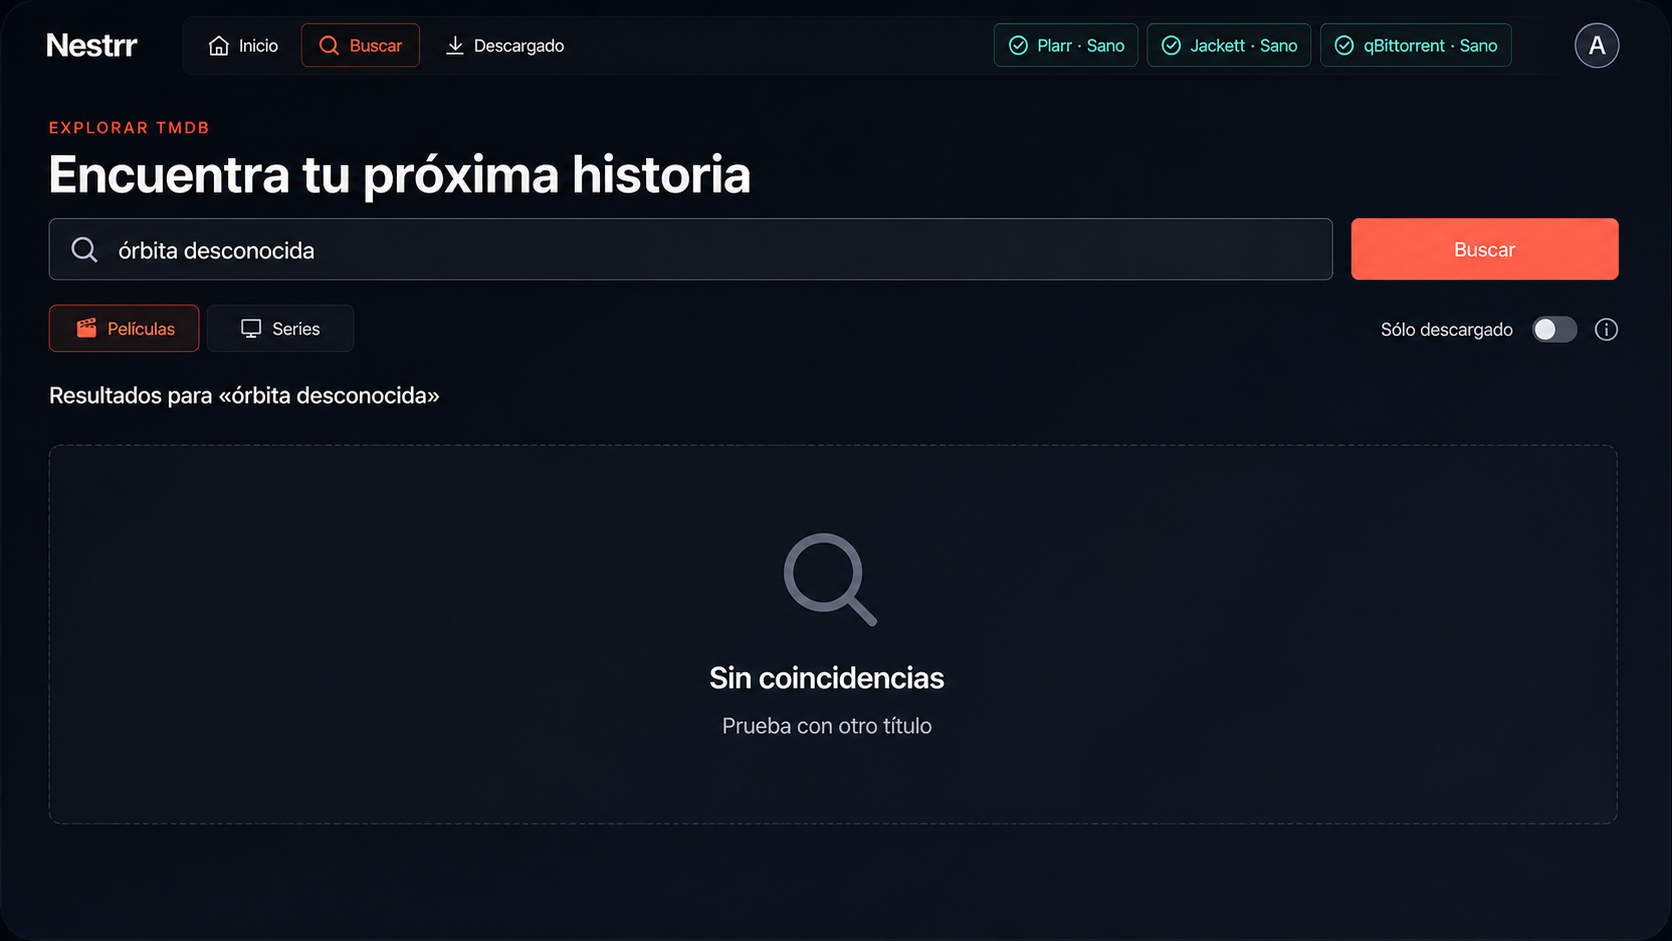 Nestrr
Inicio
Buscar
Descargado
Plarr · Sano
Jackett · Sano
qBittorrent · Sano
A
EXPLORAR TMDB
Encuentra tu próxima historia
órbita desconocida
Buscar
Películas
Series
Sólo descargado
Resultados para «órbita desconocida»
Sin coincidencias
Prueba con otro título